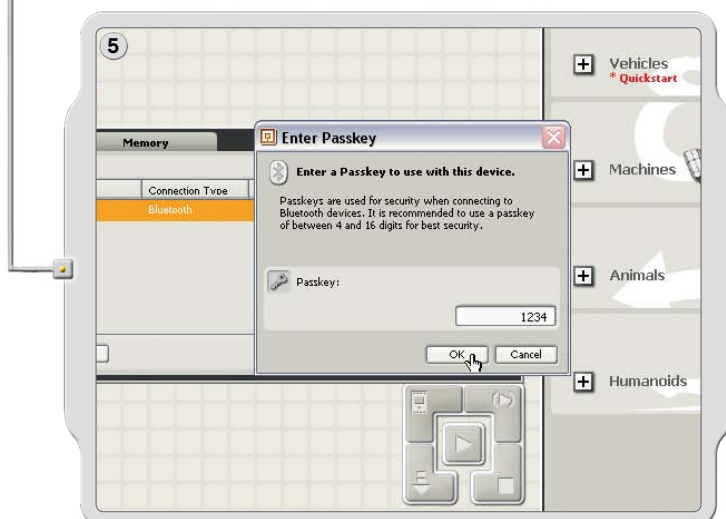 5
Vehicles
* Quickstart
Memory
Enter Passkey
Enter a Passkey to use with this device.
Machines
Connection Type
Bluetooth
Passkeys are used for security when connecting to
Bluetooth devices. It is recommended to use a passkey
of between 4 and 16 digits for best security.
Animals
Passkey:
1234
OK
Cancel
Humanoids